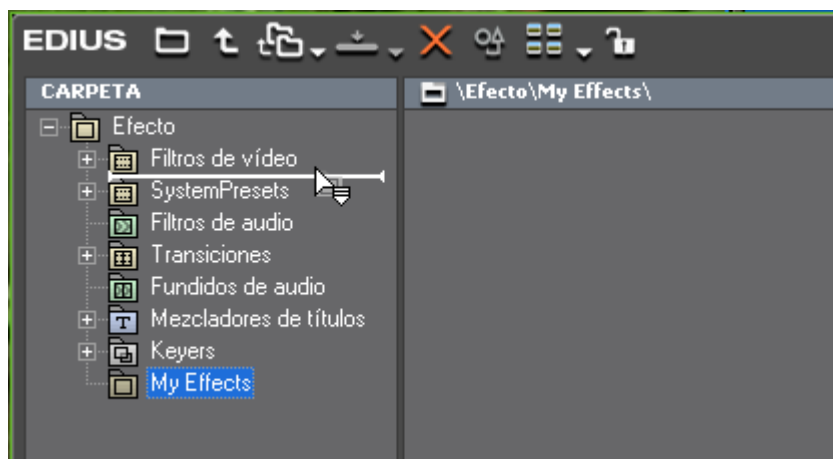 EDIUS
CARPETA
\Efecto\My Effects\
Efecto
Filtros de vídeo
SystemPresets
Filtros de audio
Transiciones
Fundidos de audio
T Mezcladores de títulos
Keyers
My Effects